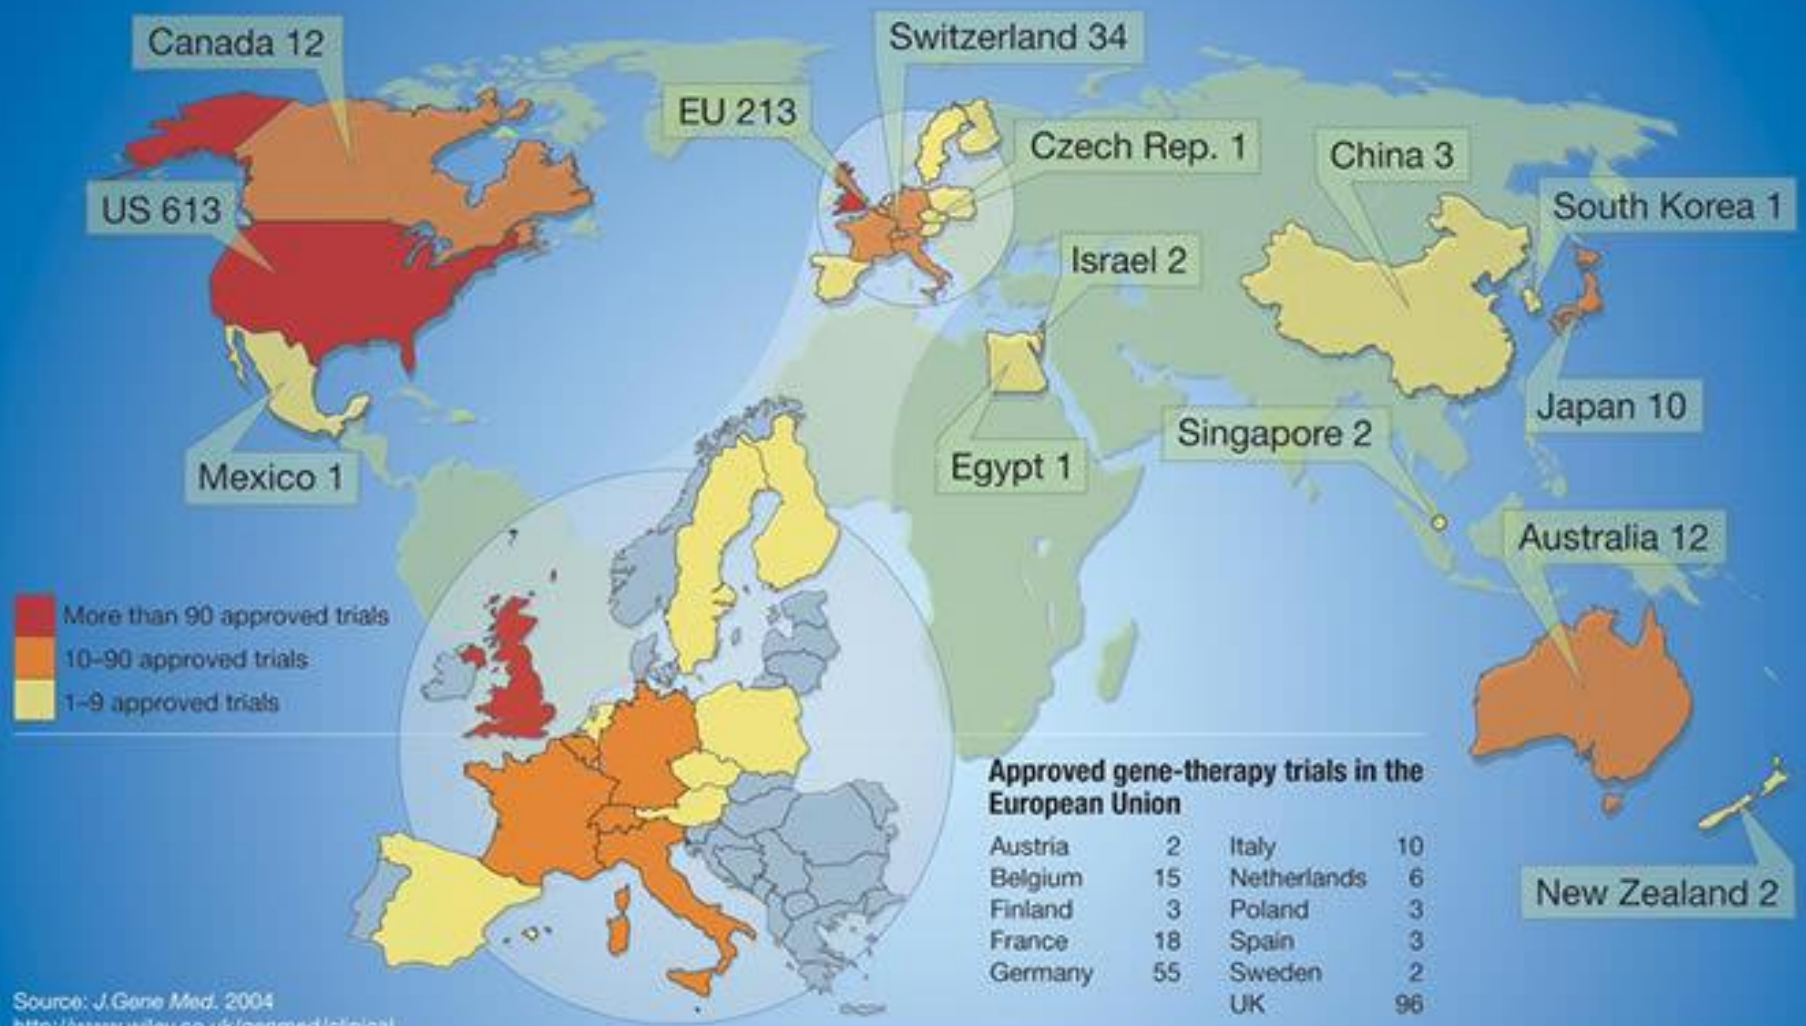 Canada 12
Switzerland 34
EU 213
Czech Rep. 1
China 3
US 613
South Korea 1
Israel 2
Japan 10
Singapore 2
Mexico 1
Egypt 1
Australia 12
More than 90 approved trials
10–90 approved trials
1–9 approved trials
Approved gene-therapy trials in the
European Union
Austria 2 Italy 10
Belgium 15 Netherlands 6
Finland 3 Poland 3
France 18 Spain 3
Germany 55 Sweden 2
UK 96
New Zealand 2
Source: J.Gene Med. 2004